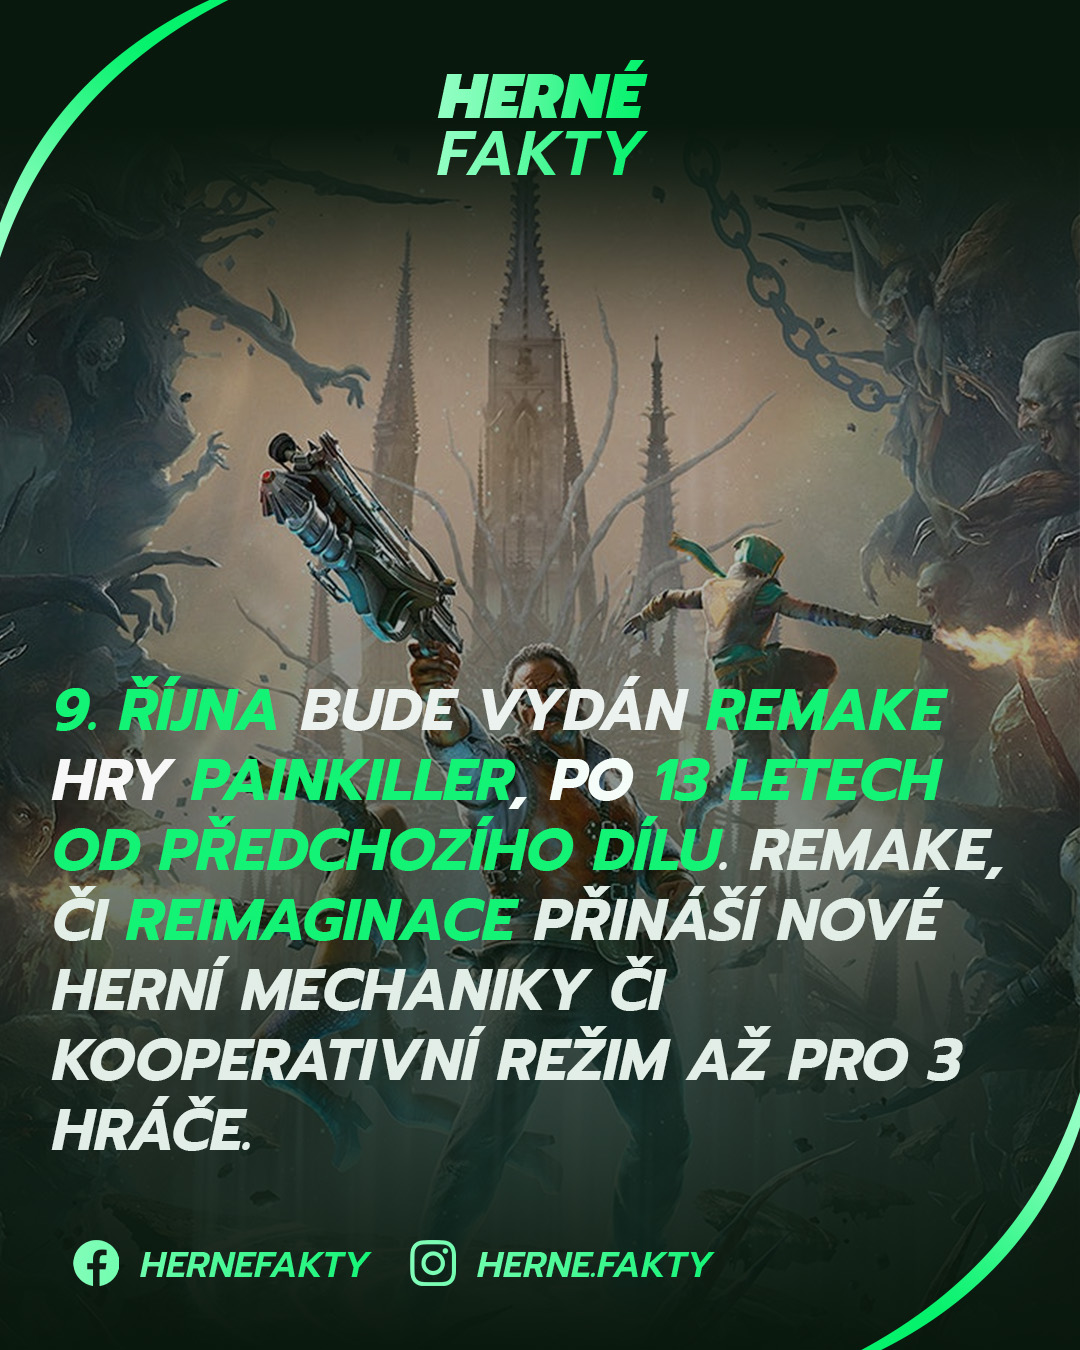 HERNÉ
FAKTY
9. ŘÍJNA BUDE VYDÁN REMAKE
HRY PAINKILLER, PO 13 LETECH
OD PŘEDCHOZÍHO DÍLU. REMAKE,
ČI REIMAGINACE PŘINÁŠÍ NOVÉ
HERNÍ MECHANIKY ČI
KOOPERATIVNÍ REŽIM AŽ PRO 3
HRÁČE.
HERNEFAKTY HERNE.FAKTY